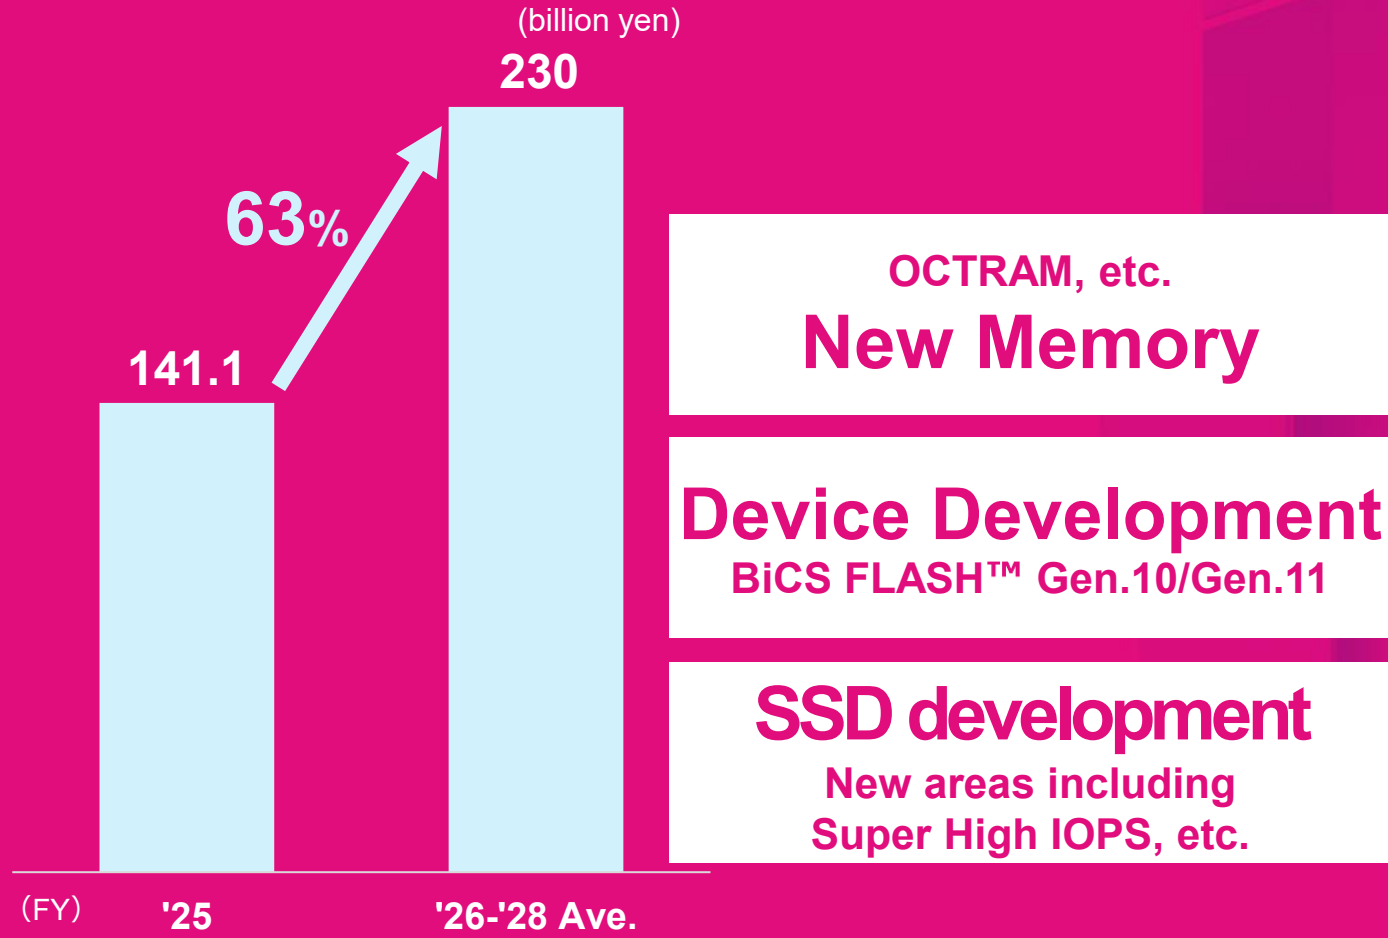 (billion yen)
230
63%
141.1
(FY)
'25
'26-'28 Ave.
OCTRAM, etc.
New Memory
Device Development
BiCS FLASH™ Gen.10/Gen.11
SSD development
New areas including
Super High IOPS, etc.